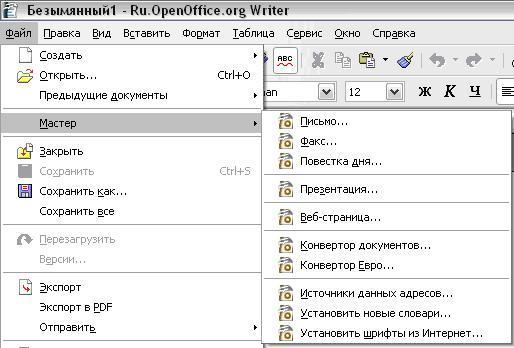 Безымянный1 - Ru.OpenOffice.org Writer
Файл Правка Вид Вставить Формат Таблица Сервис Окно Справка
Создать
Открыть... Ctrl+O
Предыдущие документы
Мастер
Закрыть
Сохранить Ctrl+S
Сохранить как...
Сохранить все
Перезагрузить
Версии...
Экспорт
Экспорт в PDF
Отправить
ABC
an 12 Ж К Ч
Письмо...
Факс...
Повестка дня...
Презентация...
Веб-страница...
Конвертор документов...
Конвертор Евро...
Источники данных адресов...
Установить новые словари...
Установить шрифты из Интернет...